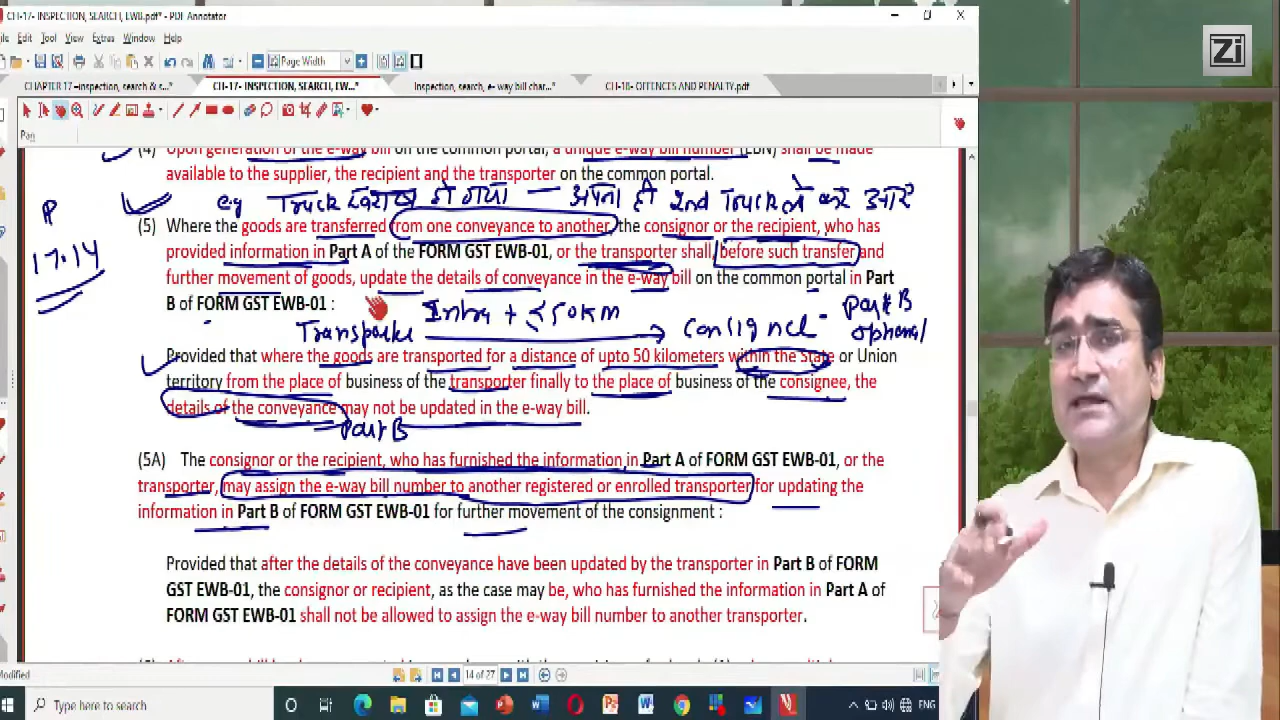 CH-17- INSPECTION, SEARCH, EWB.pdf* - PDF Annotator
Edit Tool View Extras Window Help
Page Width
CHAPTER 17 –inspection, search & s...* CH-17- INSPECTION, SEARCH, EW...* Inspection, search, e- way bill char... CH-18- OFFENCES AND PENALTY.pdf
Pan
Zi
(4) Upon generation of the e-way bill on the common portal, a unique e-way bill number (EBN) shall be made
available to the supplier, the recipient and the transporter on the common portal.
eg Truck खराब हो गया — अपना ही 2nd Truck
P
17.14
(5) Where the goods are transferred from one conveyance to another, the consignor or the recipient, who has
provided information in Part A of the FORM GST EWB-01, or the transporter shall, before such transfer and
further movement of goods, update the details of conveyance in the e-way bill on the common portal in Part
B of FORM GST EWB-01 :
Intra + ≤ 50 KM
Part B
optional
Provided that where the goods are transported for a distance of upto 50 kilometers within the State or Union
territory from the place of business of the transporter finally to the place of business of the consignee, the
details of the conveyance may not be updated in the e-way bill.
Part B
(5A) The consignor or the recipient, who has furnished the information in Part A of FORM GST EWB-01, or the
transporter, may assign the e-way bill number to another registered or enrolled transporter for updating the
information in Part B of FORM GST EWB-01 for further movement of the consignment :
Provided that after the details of the conveyance have been updated by the transporter in Part B of FORM
GST EWB-01, the consignor or recipient, as the case may be, who has furnished the information in Part A of
FORM GST EWB-01 shall not be allowed to assign the e-way bill number to another transporter.
14 of 27
Type here to search
ENG